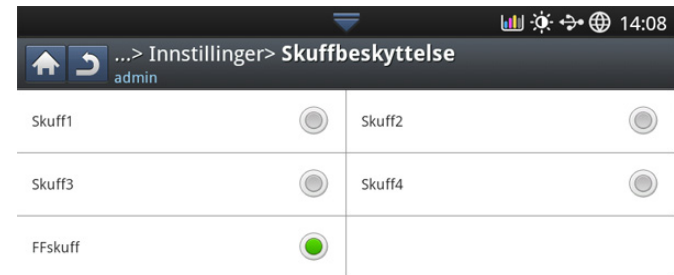 14:08
...> Innstillinger> Skuffbeskyttelse
admin
Skuff1
Skuff2
Skuff3
Skuff4
FFskuff